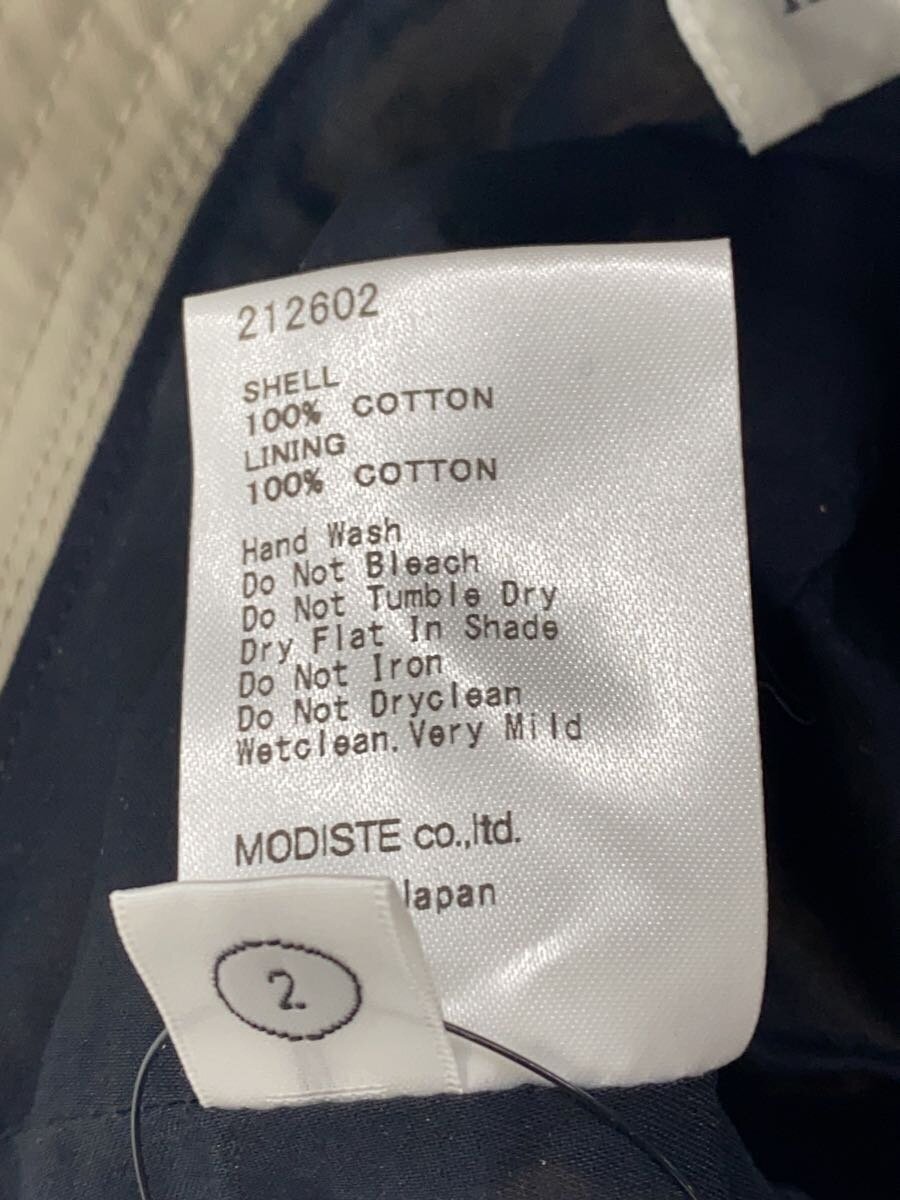 212602
SHELL
100% COTTON
LINING
100% COTTON
Hand Wash
Do Not Bleach
Do Not Tumble Dry
Dry Flat In Shade
Do Not Iron
Do Not Dryclean
Wetclean.Very Mild
MODISTE co.,ltd.
Japan
2